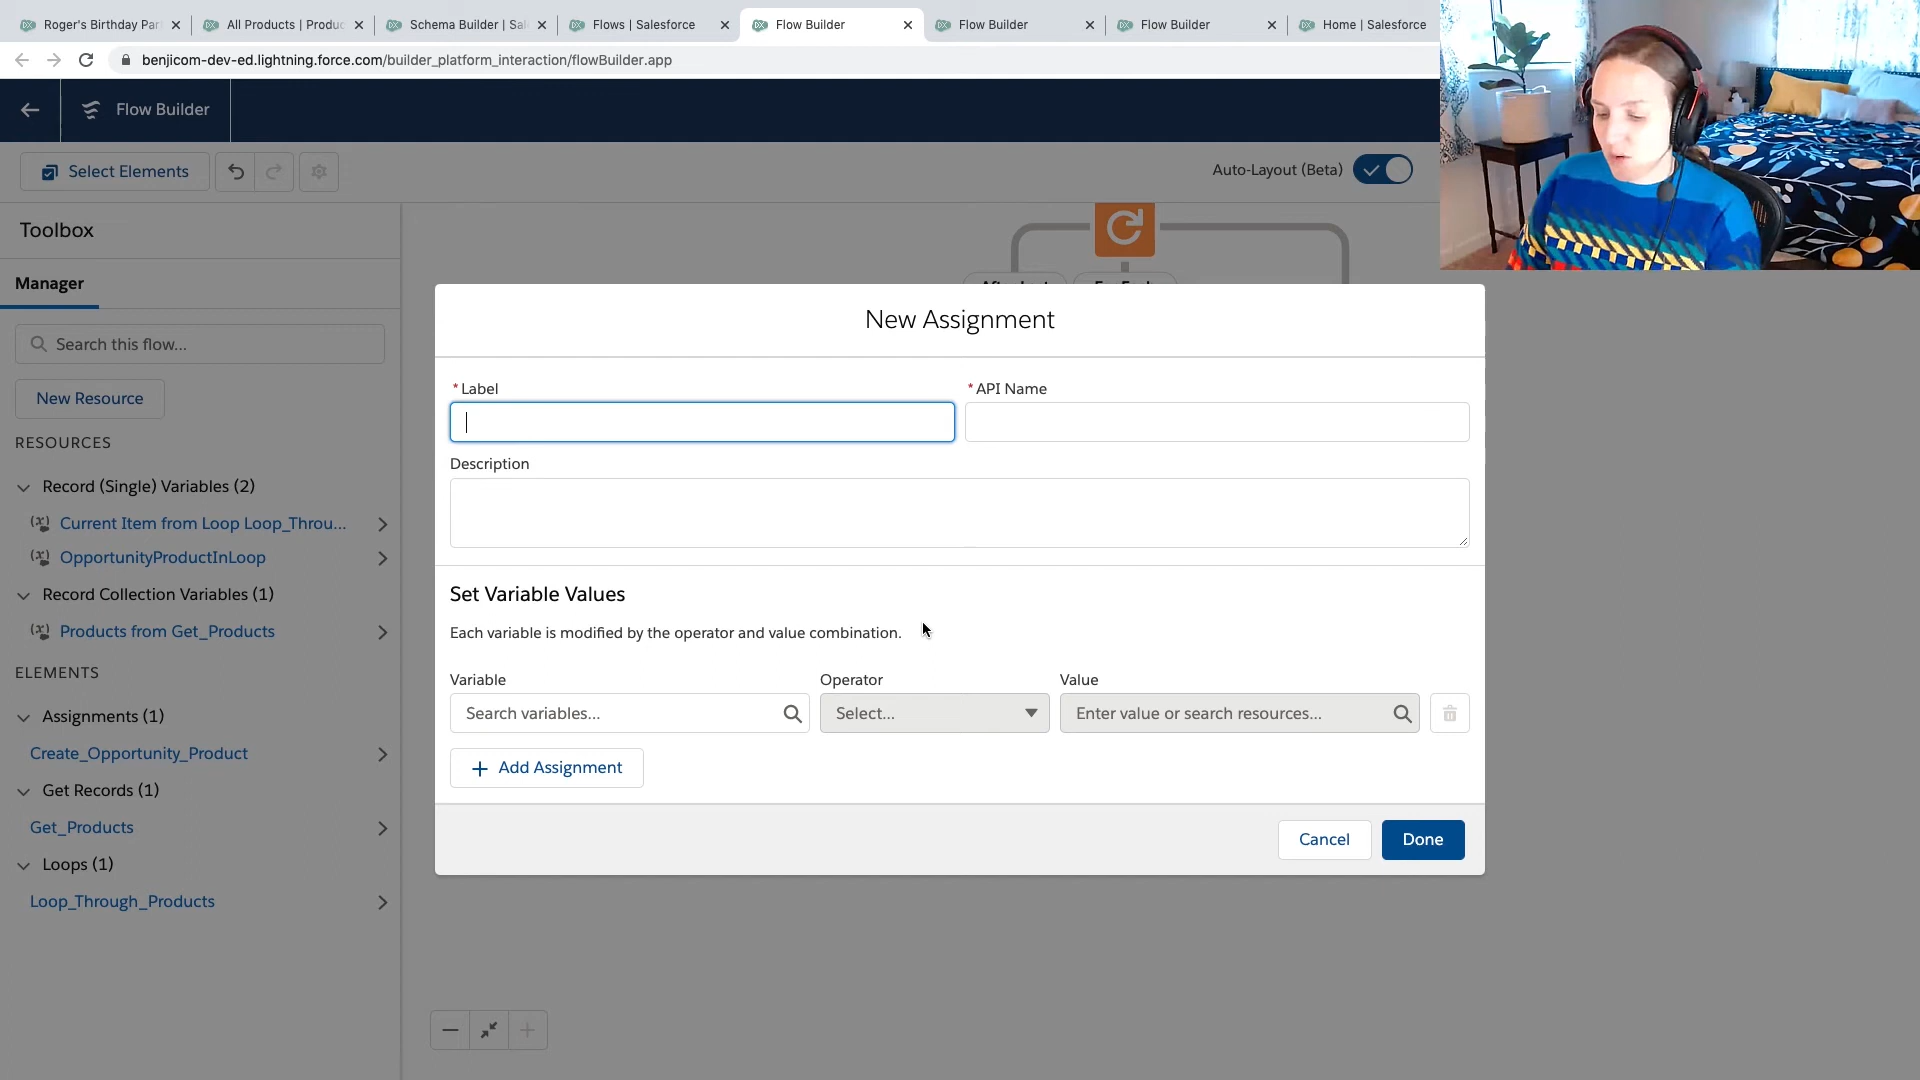 Roger's Birthday Par
All Products | Produc
Schema Builder | Sal
Flows | Salesforce
Flow Builder
Flow Builder
Flow Builder
Home | Salesforce
benjicom-dev-ed.lightning.force.com/builder_platform_interaction/flowBuilder.app
Flow Builder
Select Elements
Auto-Layout (Beta)
Toolbox
Manager
Search this flow...
New Resource
RESOURCES
Record (Single) Variables (2)
Current Item from Loop Loop_Throu...
OpportunityProductInLoop
Record Collection Variables (1)
Products from Get_Products
ELEMENTS
Assignments (1)
Create_Opportunity_Product
Get Records (1)
Get_Products
Loops (1)
Loop_Through_Products
New Assignment
* Label
* API Name
Description
Set Variable Values
Each variable is modified by the operator and value combination.
Variable
Operator
Value
Search variables...
Select...
Enter value or search resources...
Add Assignment
Cancel
Done